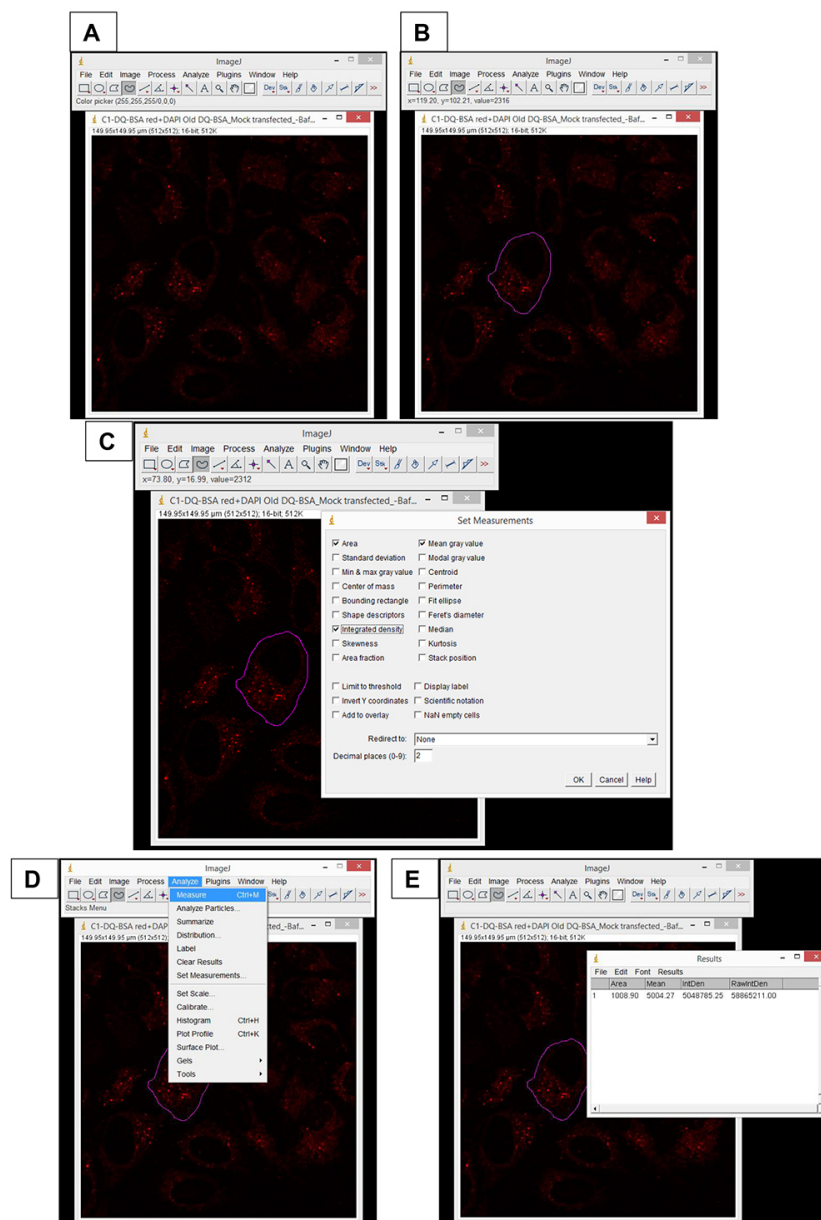 A
ImageJ
File Edit Image Process Analyze Plugins Window Help
Dev Stk >>
Color picker (255,255,255/0,0,0)
C1-DQ-BSA red+DAPI Old DQ-BSA_Mock transfected_-Baf...
149.95x149.95 µm (512x512); 16-bit; 512K
B
ImageJ
File Edit Image Process Analyze Plugins Window Help
Dev Stk >>
x=119.20, y=102.21, value=2316
C1-DQ-BSA red+DAPI Old DQ-BSA_Mock transfected_-Baf...
149.95x149.95 µm (512x512); 16-bit; 512K
C
ImageJ
File Edit Image Process Analyze Plugins Window Help
Dev Stk >>
x=73.80, y=16.99, value=2312
C1-DQ-BSA red+DAPI Old DQ-BSA_Mock transfected_-Baf...
149.95x149.95 µm (512x512); 16-bit; 512K
Set Measurements
Area Mean gray value
Standard deviation Modal gray value
Min & max gray value Centroid
Center of mass Perimeter
Bounding rectangle Fit ellipse
Shape descriptors Feret's diameter
Integrated density Median
Skewness Kurtosis
Area fraction Stack position
Limit to threshold Display label
Invert Y coordinates Scientific notation
Add to overlay NaN empty cells
Redirect to: None
Decimal places (0-9): 2
OK Cancel Help
D
ImageJ
File Edit Image Process Analyze Plugins Window Help
Stk >>
Stacks Menu
C1-DQ-BSA red+DAP
ck transfected_-Baf...
149.95x149.95 µm (512x512
Measure Ctrl+M
Analyze Particles...
Summarize
Distribution...
Label
Clear Results
Set Measurements...
Set Scale...
Calibrate...
Histogram Ctrl+H
Plot Profile Ctrl+K
Surface Plot...
Gels
Tools
E
ImageJ
File Edit Image Process Analyze Plugins Window Help
Dev Stk >>
C1-DQ-BSA red+DAPI Old DQ-BSA_Mock transfected_-Baf...
149.95x149.95 µm (512x512); 16-bit; 512K
Results
File Edit Font Results
Area Mean IntDen RawIntDen
1 1008.90 5004.27 5048785.25 58865211.00